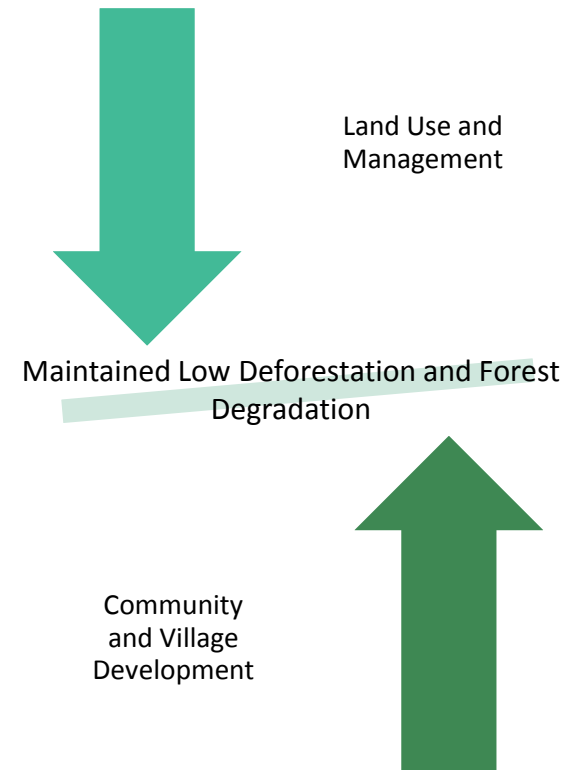 Land Use and
Management
Maintained Low Deforestation and Forest
Degradation
Community
and Village
Development